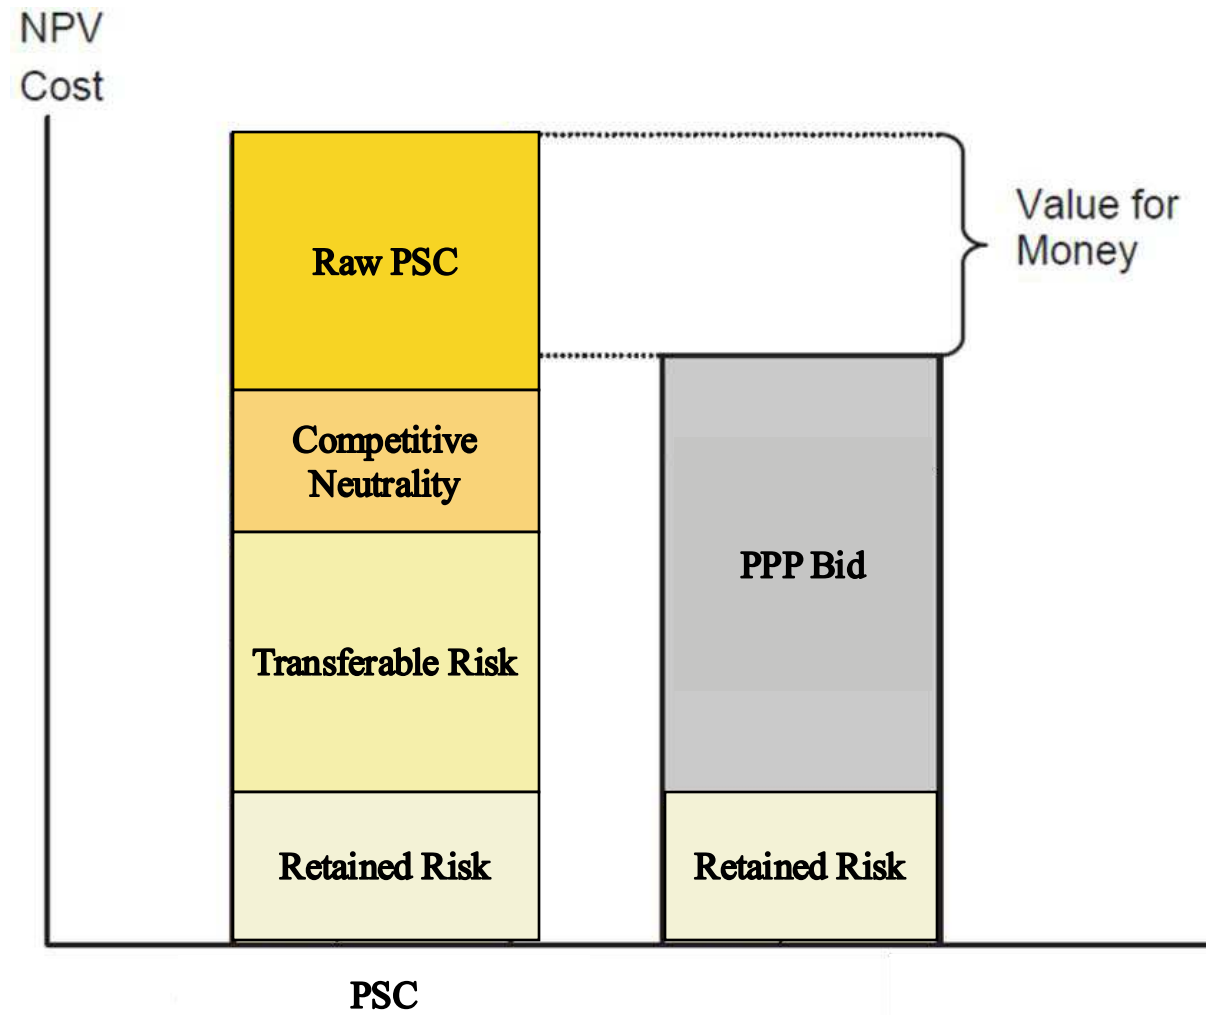 NPV
Cost
Raw PSC
Value for
Money
Competitive
Neutrality
PPP Bid
Transferable Risk
Retained Risk
Retained Risk
PSC